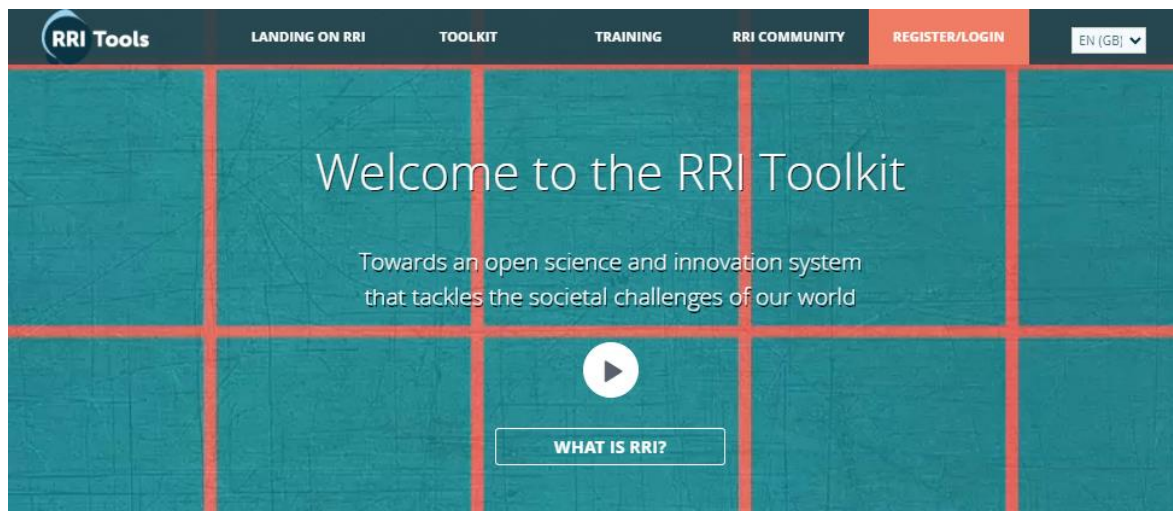 RRI Tools
LANDING ON RRI
TOOLKIT
TRAINING
RRI COMMUNITY
REGISTER/LOGIN
EN (GB)
Welcome to the RRI Toolkit
Towards an open science and innovation system
that tackles the societal challenges of our world
WHAT IS RRI?